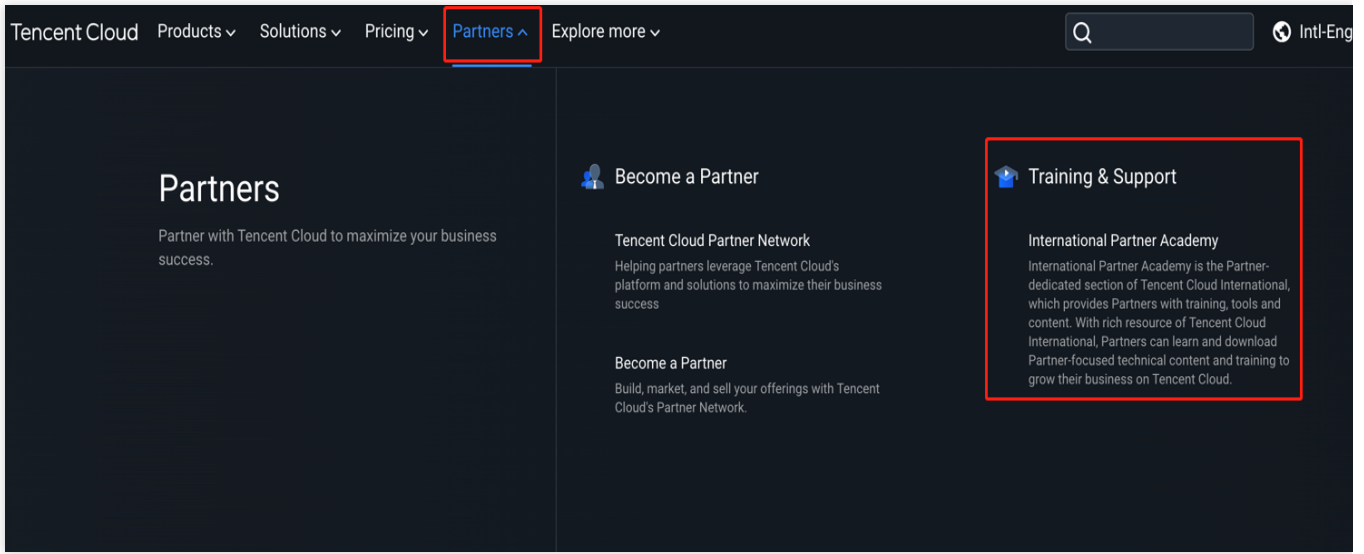 Tencent Cloud Products Solutions Pricing Partners Explore more Intl-Eng
Partners
Partner with Tencent Cloud to maximize your business
success.
Become a Partner
Tencent Cloud Partner Network
Helping partners leverage Tencent Cloud's
platform and solutions to maximize their business
success
Become a Partner
Build, market, and sell your offerings with Tencent
Cloud's Partner Network.
Training & Support
International Partner Academy
International Partner Academy is the Partner-
dedicated section of Tencent Cloud International,
which provides Partners with training, tools and
content. With rich resource of Tencent Cloud
International, Partners can learn and download
Partner-focused technical content and training to
grow their business on Tencent Cloud.